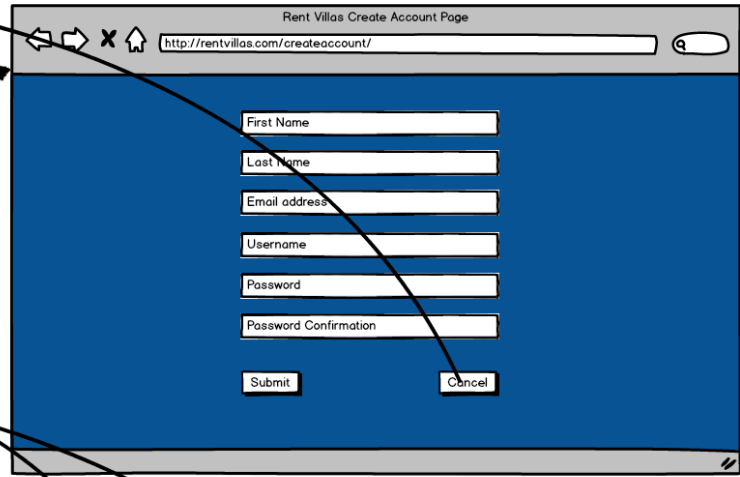 Rent Villas Create Account Page
http://rentvillas.com/createaccount/
First Name
Last Name
Email address
Username
Password
Password Confirmation
Submit
Cancel